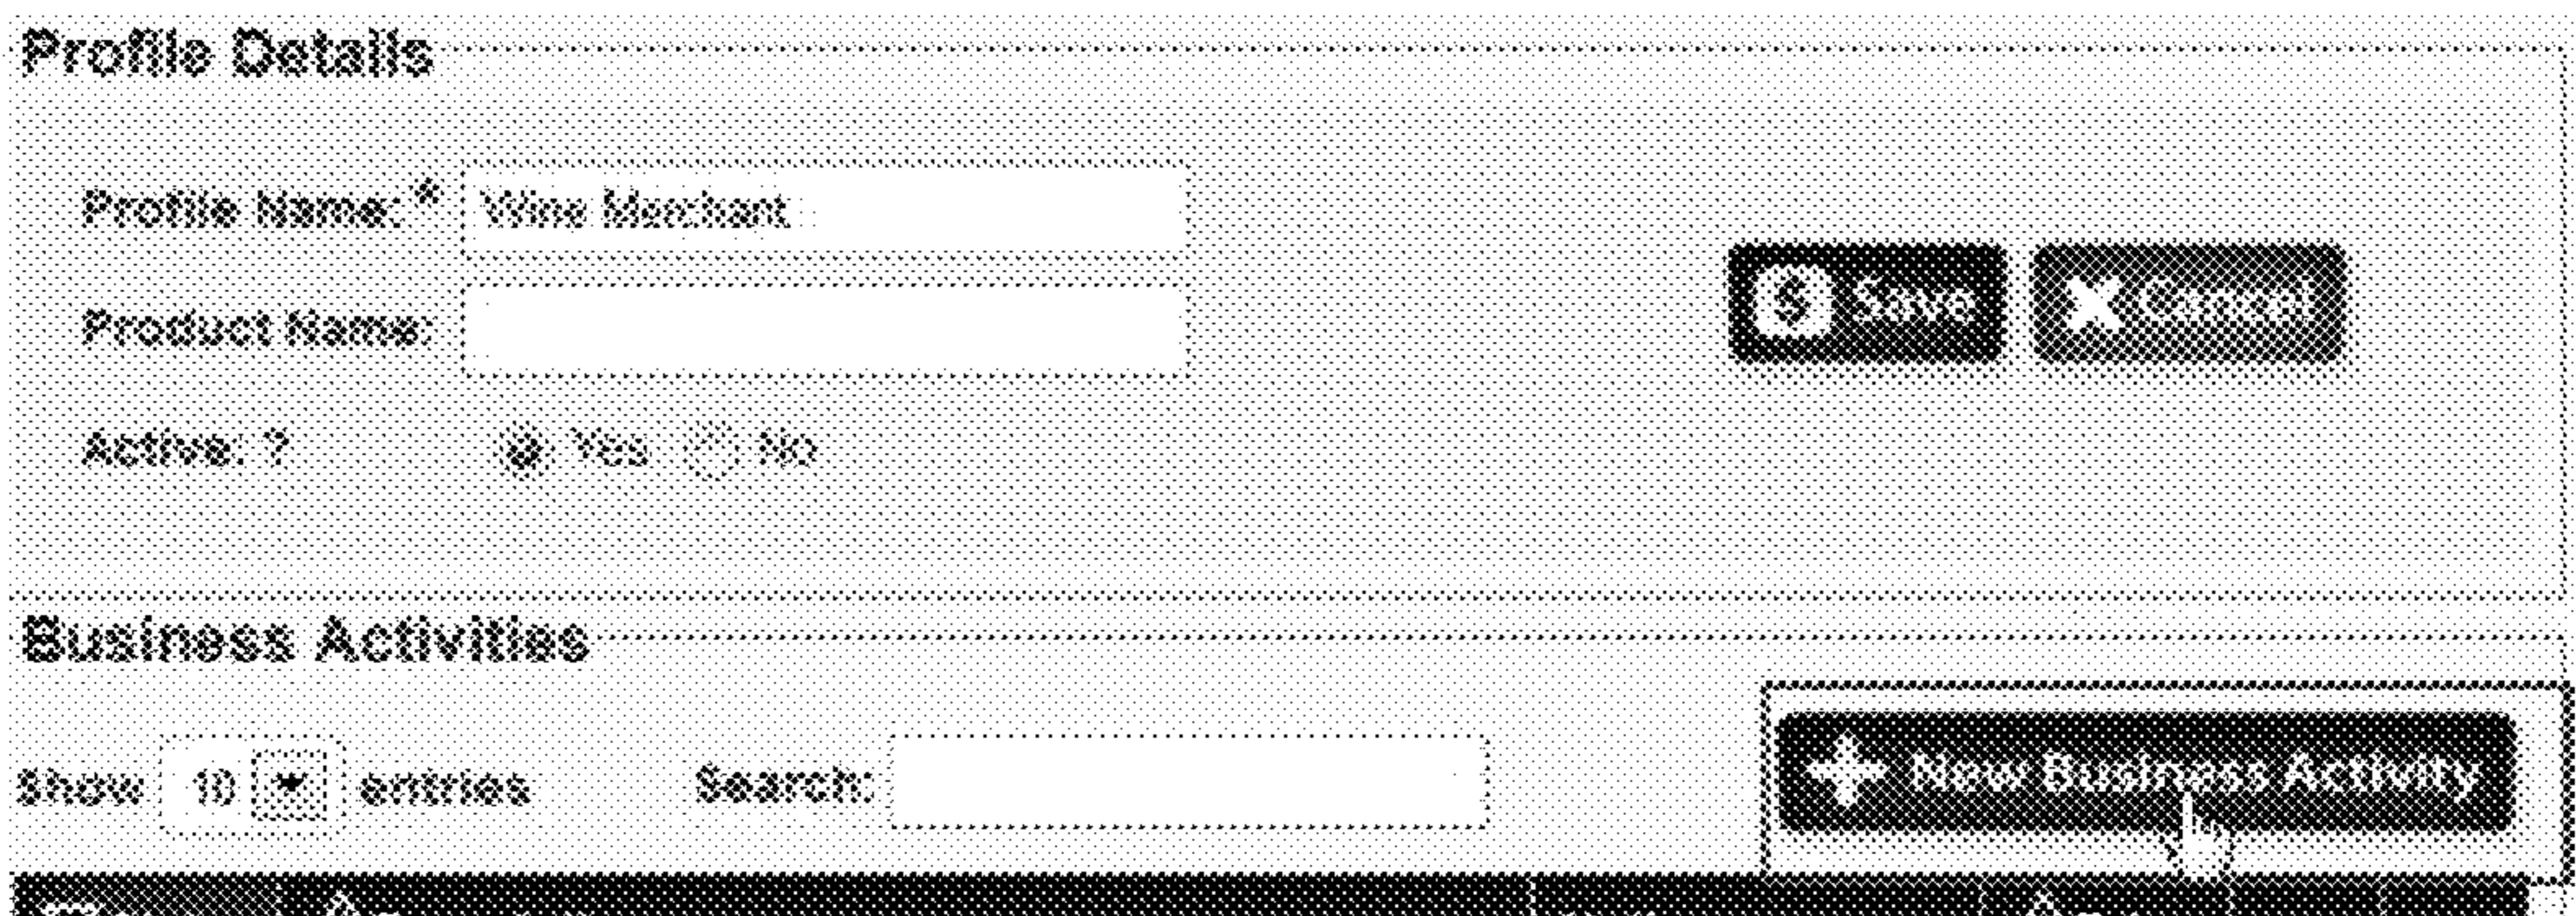 Profile Details
Profile Name:* Wine Merchant
$ Save Cancel
Product Name:
Active: ? Yes No
Business Activities
Show 10 entries Search: New Business Activity